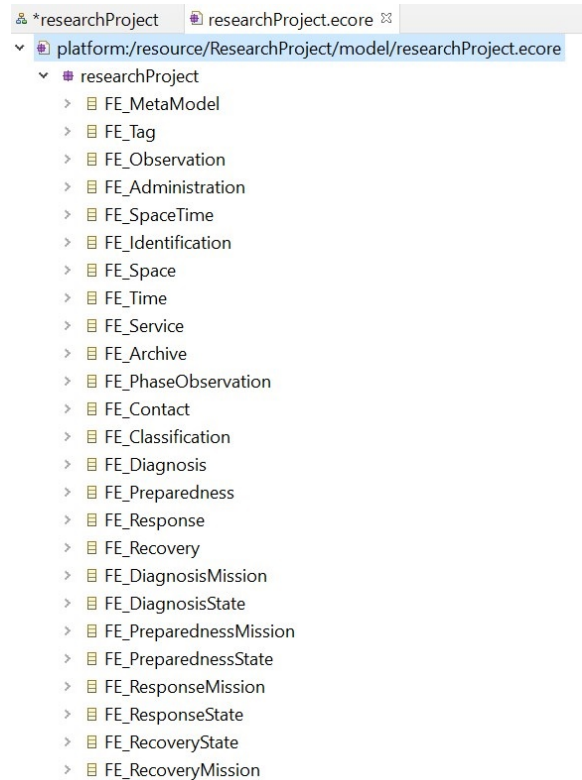 *researchProject researchProject.ecore
platform:/resource/ResearchProject/model/researchProject.ecore
researchProject
FE_MetaModel
FE_Tag
FE_Observation
FE_Administration
FE_SpaceTime
FE_Identification
FE_Space
FE_Time
FE_Service
FE_Archive
FE_PhaseObservation
FE_Contact
FE_Classification
FE_Diagnosis
FE_Preparedness
FE_Response
FE_Recovery
FE_DiagnosisMission
FE_DiagnosisState
FE_PreparednessMission
FE_PreparednessState
FE_ResponseMission
FE_ResponseState
FE_RecoveryState
FE_RecoveryMission